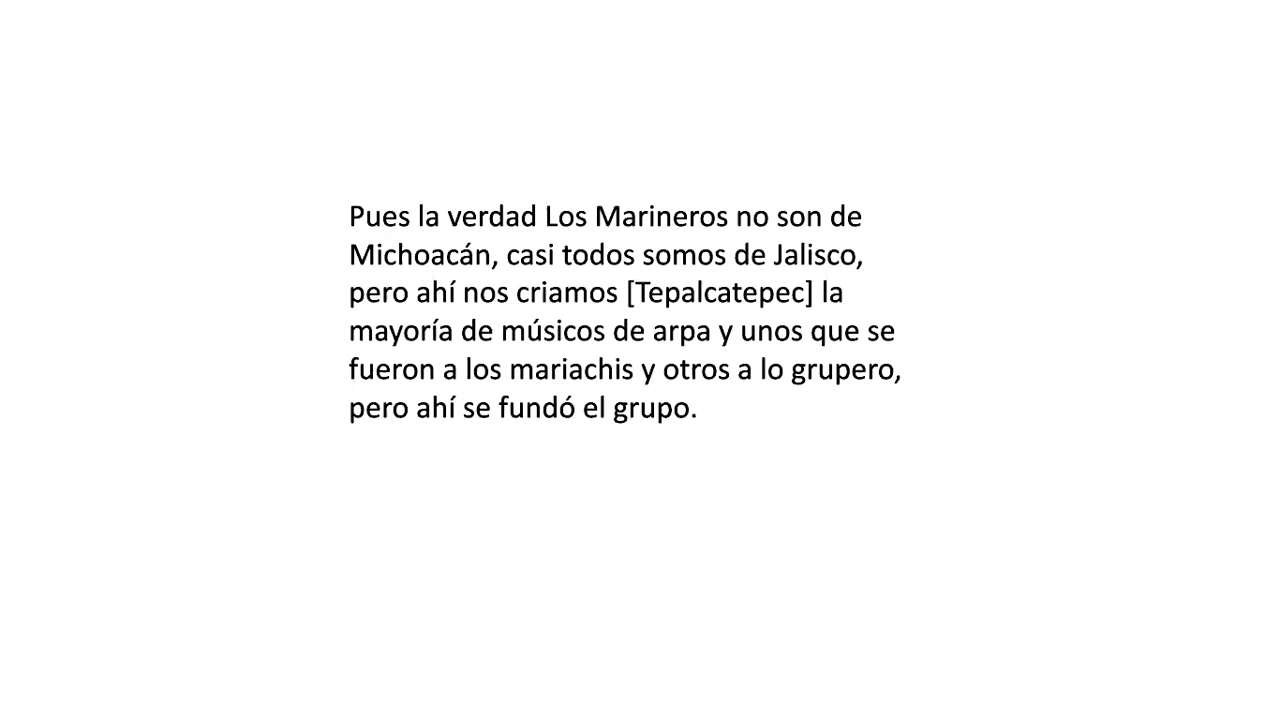 Pues la verdad Los Marineros no son de
Michoacán, casi todos somos de Jalisco,
pero ahí nos criamos [Tepalcatepec] la
mayoría de músicos de arpa y unos que se
fueron a los mariachis y otros a lo grupero,
pero ahí se fundó el grupo.